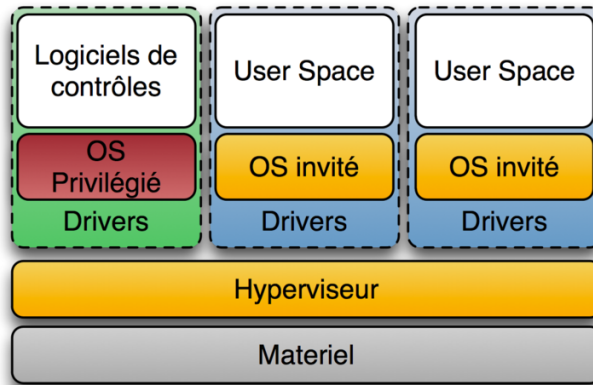 Logiciels de
contrôles
User Space
User Space
OS
Privilégié
OS invité
OS invité
Drivers
Drivers
Drivers
Hyperviseur
Materiel